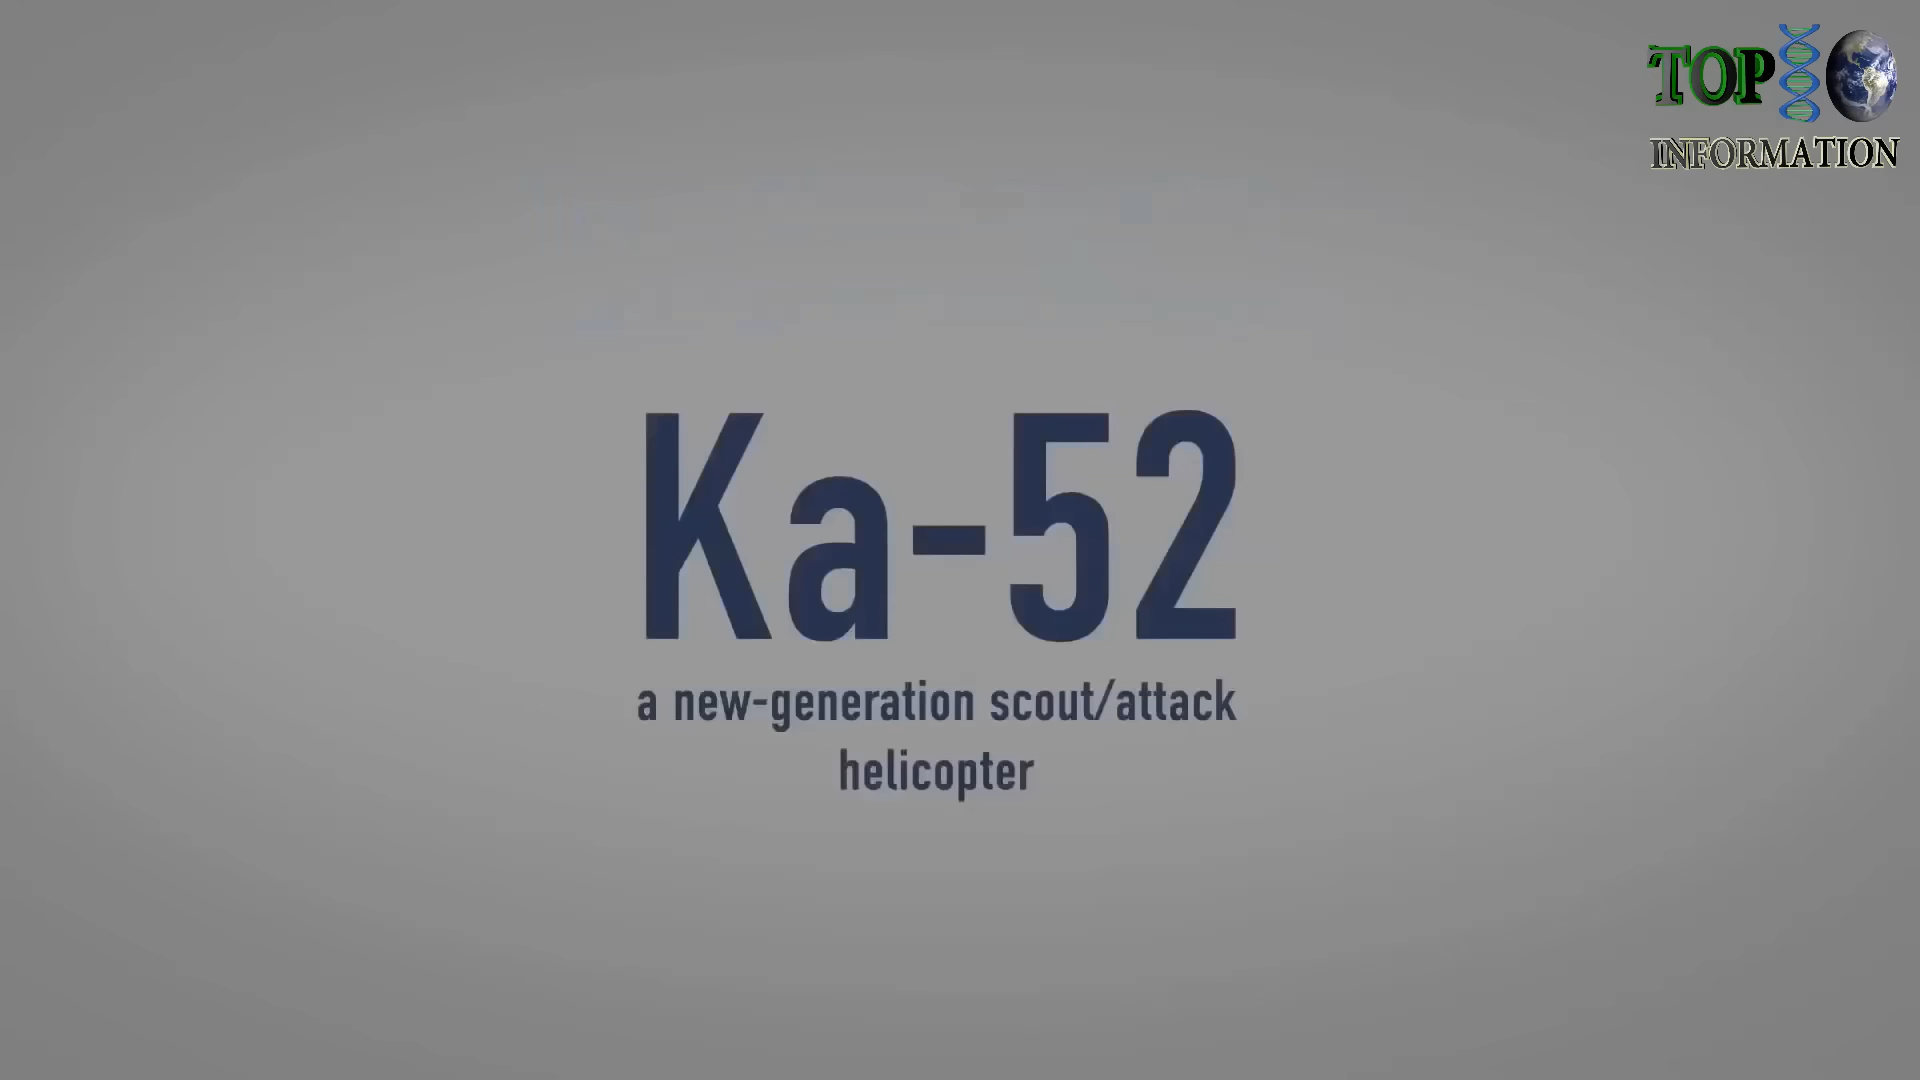 TOP
INFORMATION
Ka-52
a new-generation scout/attack
helicopter